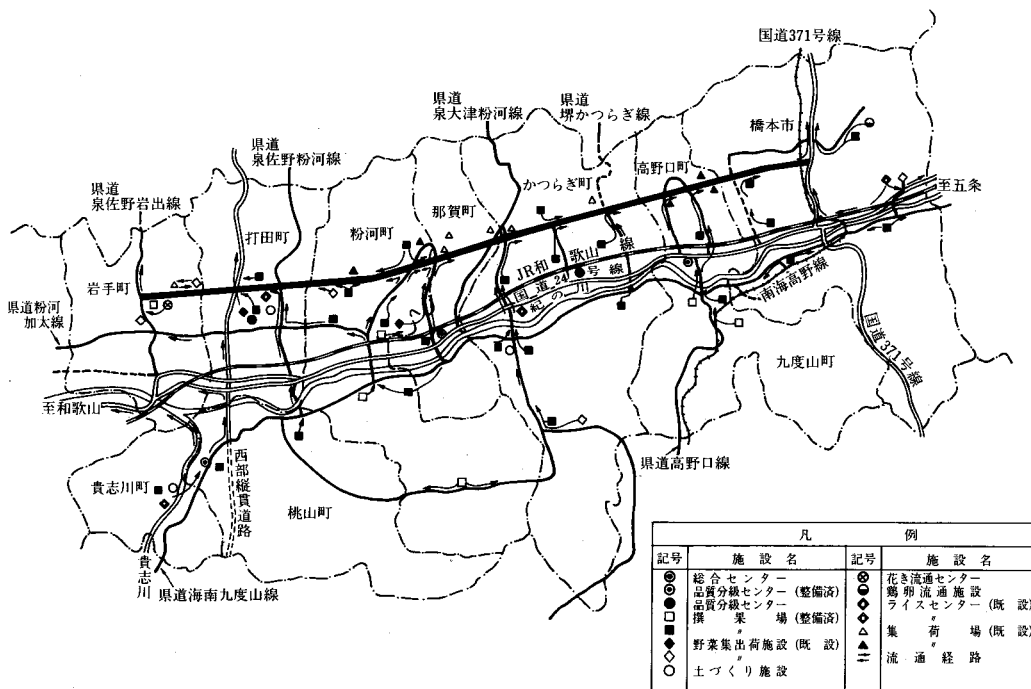 国道371号線
県道
泉大津粉河線
県道
堺かつらぎ線
橋本市
県道
泉佐野粉河線
高野口町
かつらぎ町
至五条
県道
泉佐野岩出線
那賀町
打田町
粉河町
岩手町
JR和歌山線
国道24号線
紀の川
南海高野線
県道粉河
加太線
国道371号線
九度山町
至和歌山
県道高野口線
西部縦貫道路
貴志川町
桃山町
貴志川
県道海南九度山線
凡例
記号 施設名 記号 施設名
総合センター 花き流通センター
品質分級センター (整備済) 鶏卵流通施設
品質分級センター ライスセンター (既設)
撰果場 (整備済) 〃
〃 集荷場 (既設)
野菜集出荷施設 (既設) 〃
〃 流通経路
土づくり施設